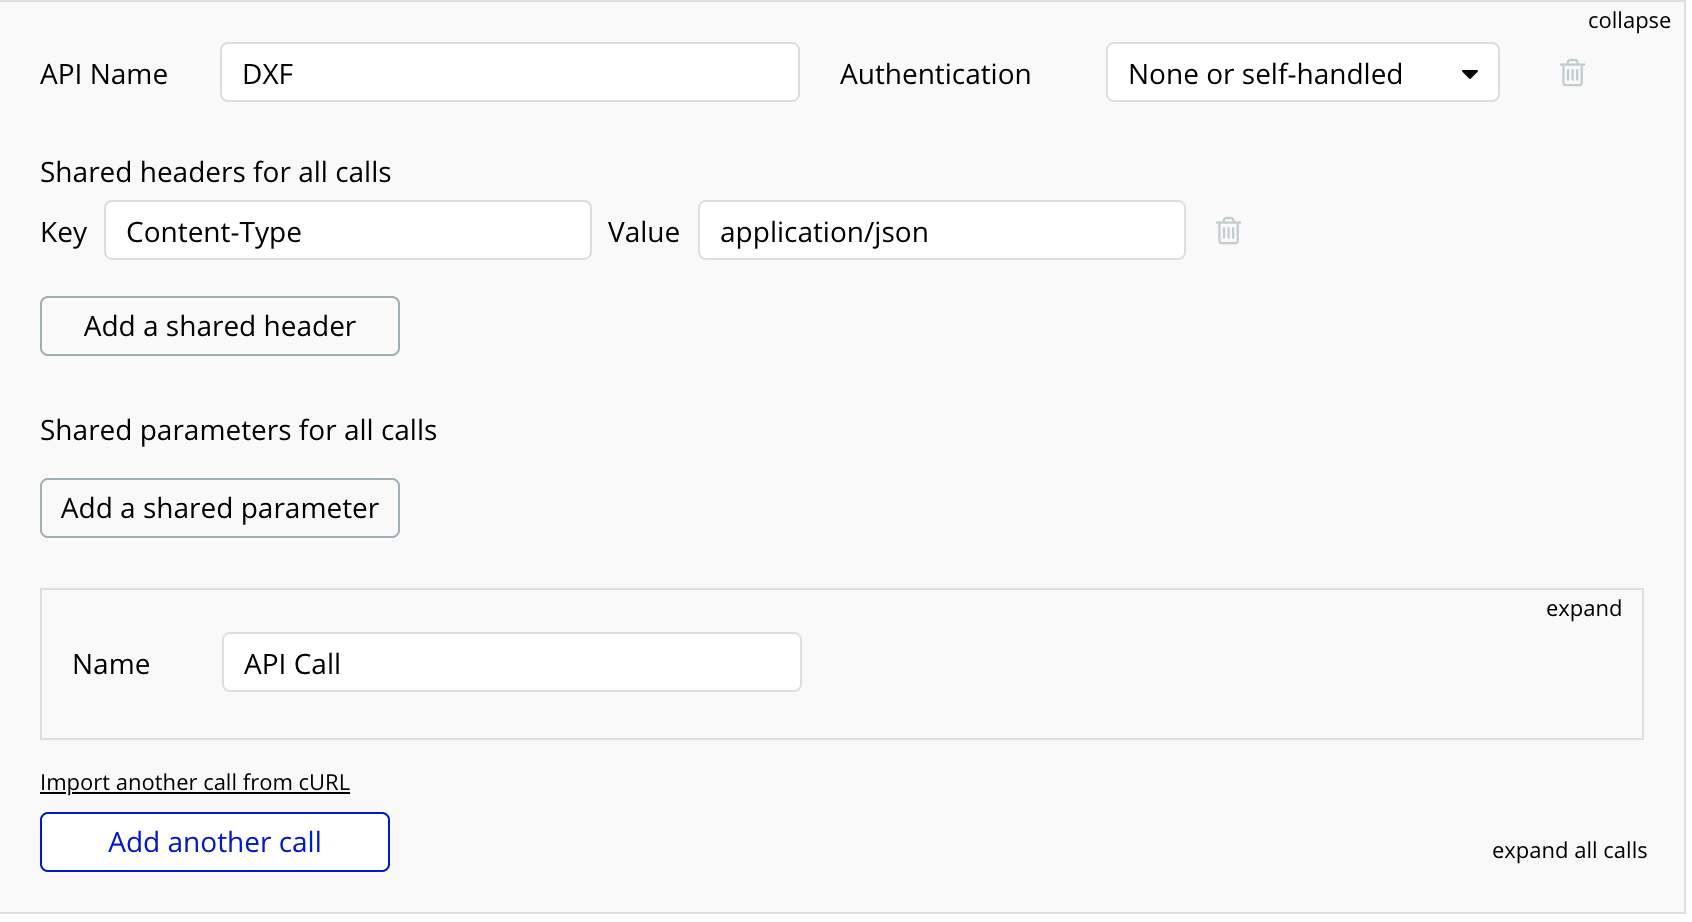 collapse
API Name DXF Authentication None or self-handled
Shared headers for all calls
Key Content-Type Value application/json
Add a shared header
Shared parameters for all calls
Add a shared parameter
expand
Name API Call
Import another call from cURL
Add another call
expand all calls